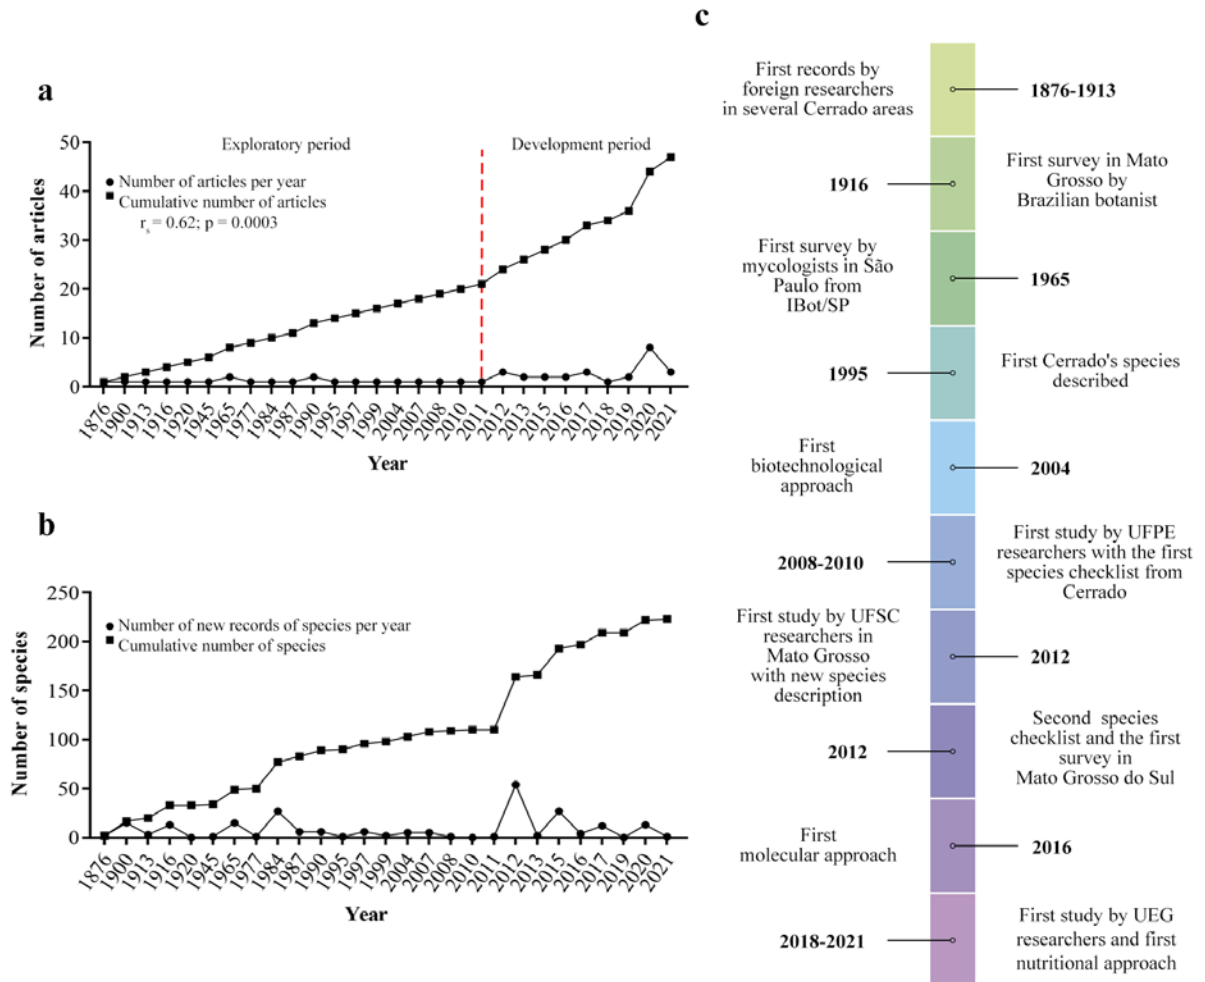 a
Exploratory period
Development period
Number of articles per year
Cumulative number of articles
rs = 0.62; p = 0.0003
Number of articles
50
40
30
20
10
0
1876
1900
1913
1916
1920
1945
1965
1977
1984
1987
1990
1995
1997
1999
2004
2007
2008
2010
2011
2012
2013
2015
2016
2017
2018
2019
2020
2021
Year
b
Number of new records of species per year
Cumulative number of species
Number of species
250
200
150
100
50
0
1876
1900
1913
1916
1920
1945
1965
1977
1984
1987
1990
1995
1997
1999
2004
2007
2008
2010
2011
2012
2013
2015
2016
2017
2019
2020
2021
Year
c
First records by
foreign researchers
in several Cerrado areas
1876-1913
1916
First survey in Mato
Grosso by
Brazilian botanist
First survey by
mycologists in São
Paulo from
IBot/SP
1965
1995
First Cerrado's species
described
First
biotechnological
approach
2004
2008-2010
First study by UFPE
researchers with the first
species checklist from
Cerrado
First study by UFSC
researchers in
Mato Grosso
with new species
description
2012
2012
Second species
checklist and the first
survey in
Mato Grosso do Sul
First
molecular approach
2016
2018-2021
First study by UEG
researchers and first
nutritional approach